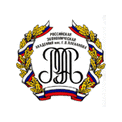 РОССИЙСКАЯ
ЭКОНОМИЧЕСКАЯ
АКАДЕМИЯ им. Г. В. ПЛЕХАНОВА